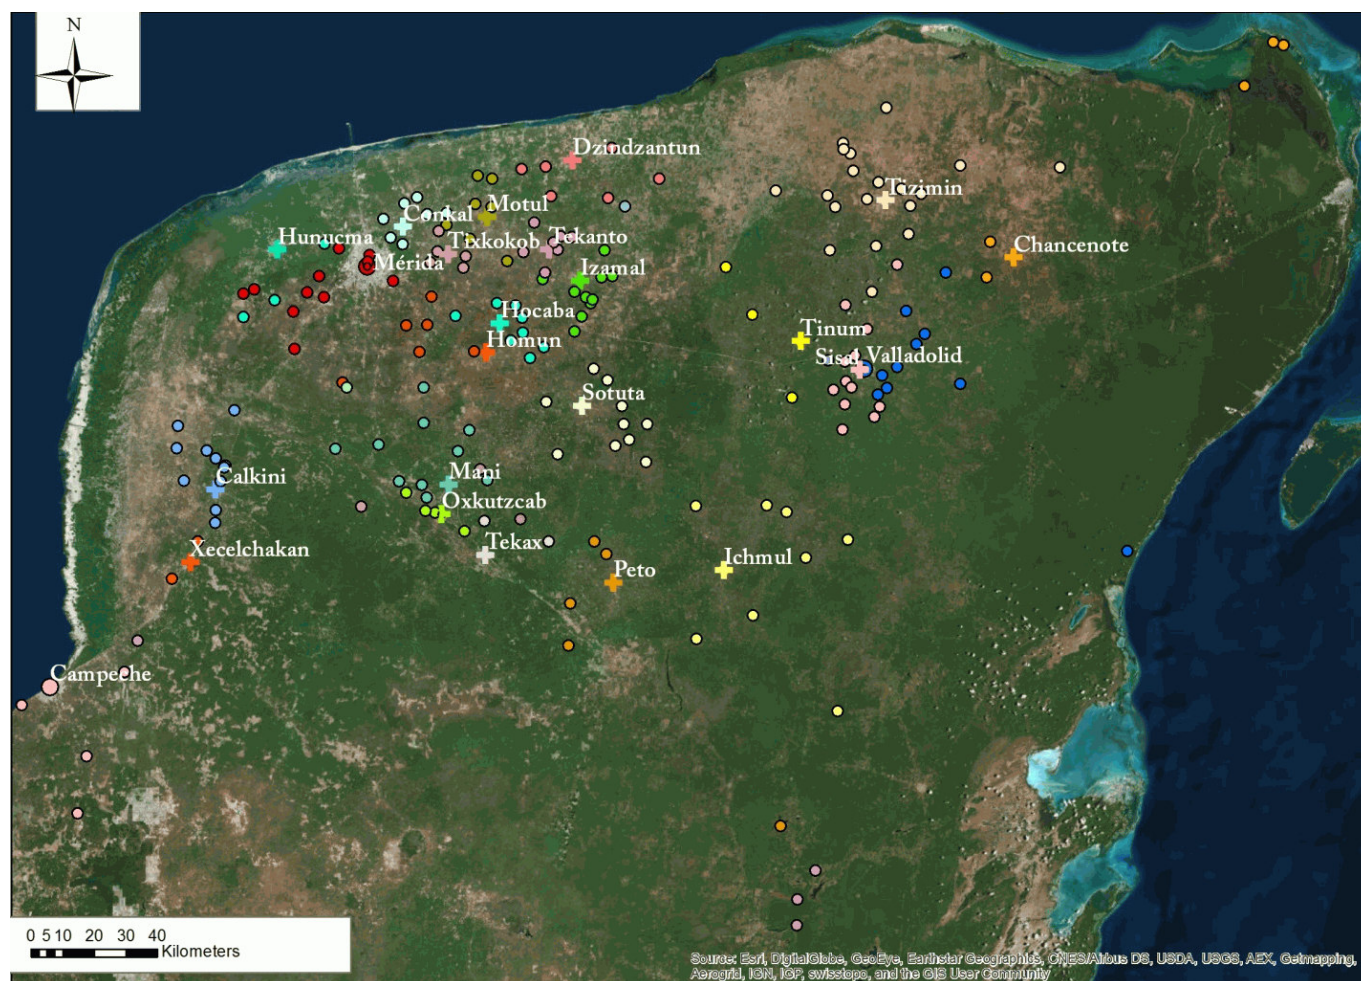 N
Dzindzantun
Tizimin
Conkal
Motul
Hunucma
Tixkokob
Tekanto
Chancenote
Mérida
Izamal
Hocaba
Tinum
Homun
Sisal
Valladolid
Sotuta
Mani
Calkini
Oxkutzcab
Tekax
Xecelchakan
Peto
Ichmul
Campeche
0 5 10 20 30 40
Kilometers
Source: Esri, DigitalGlobe, GeoEye, Earthstar Geographics, CNES/Airbus DS, USDA, USGS, AEX, Getmapping,
Aerogrid, IGN, IGP, swisstopo, and the GIS User Community